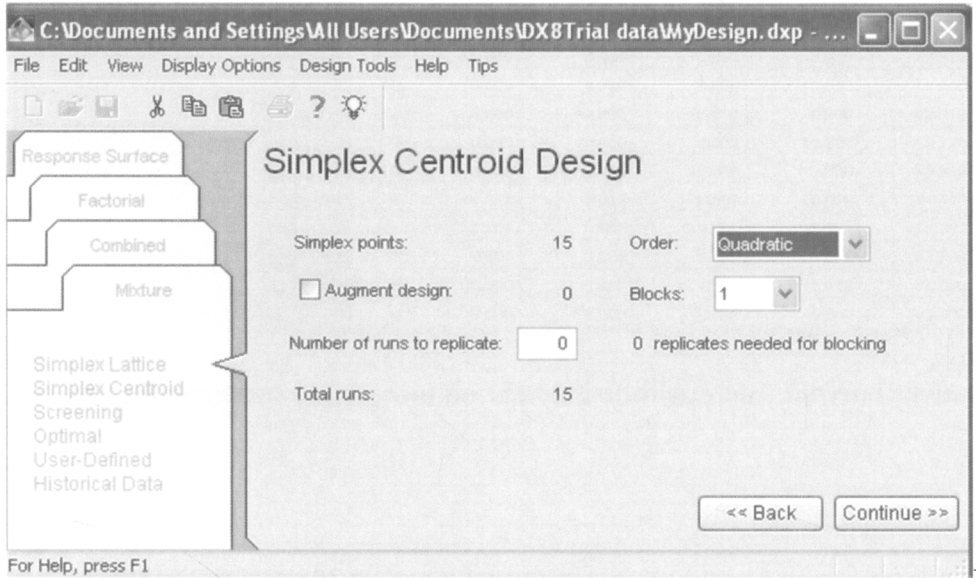 C:\Documents and Settings\All Users\Documents\DX8Trial data\MyDesign.dxp - ...
File Edit View Display Options Design Tools Help Tips
Response Surface
Factorial
Combined
Mixture
Simplex Lattice
Simplex Centroid
Screening
Optimal
User-Defined
Historical Data
Simplex Centroid Design
Simplex points: 15 Order: Quadratic
Augment design: 0 Blocks: 1
Number of runs to replicate: 0 0 replicates needed for blocking
Total runs: 15
<< Back Continue >>
For Help, press F1